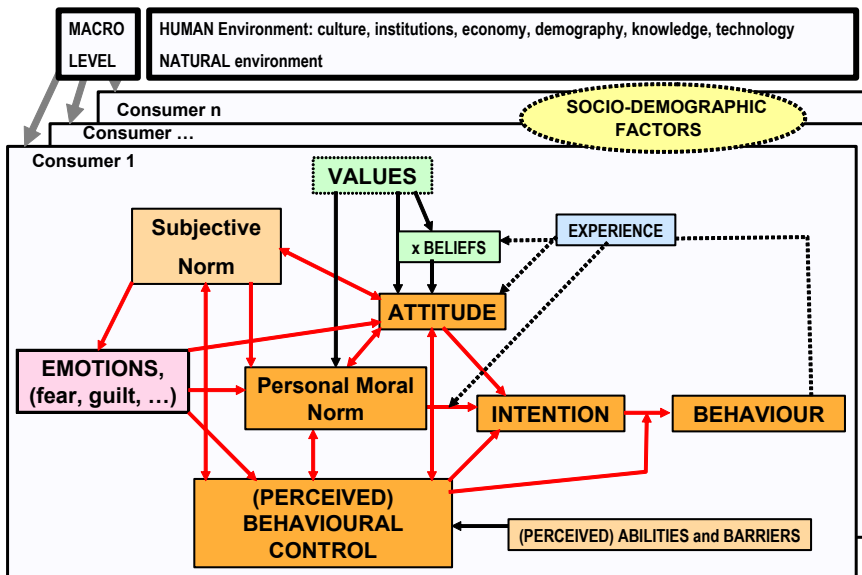 MACRO
LEVEL
HUMAN Environment: culture, institutions, economy, demography, knowledge, technology
NATURAL environment
Consumer n
SOCIO-DEMOGRAPHIC
FACTORS
Consumer …
Consumer 1
VALUES
Subjective
Norm
EXPERIENCE
x BELIEFS
ATTITUDE
EMOTIONS,
(fear, guilt, …)
Personal Moral
Norm
INTENTION
BEHAVIOUR
(PERCEIVED)
BEHAVIOURAL
CONTROL
(PERCEIVED) ABILITIES and BARRIERS